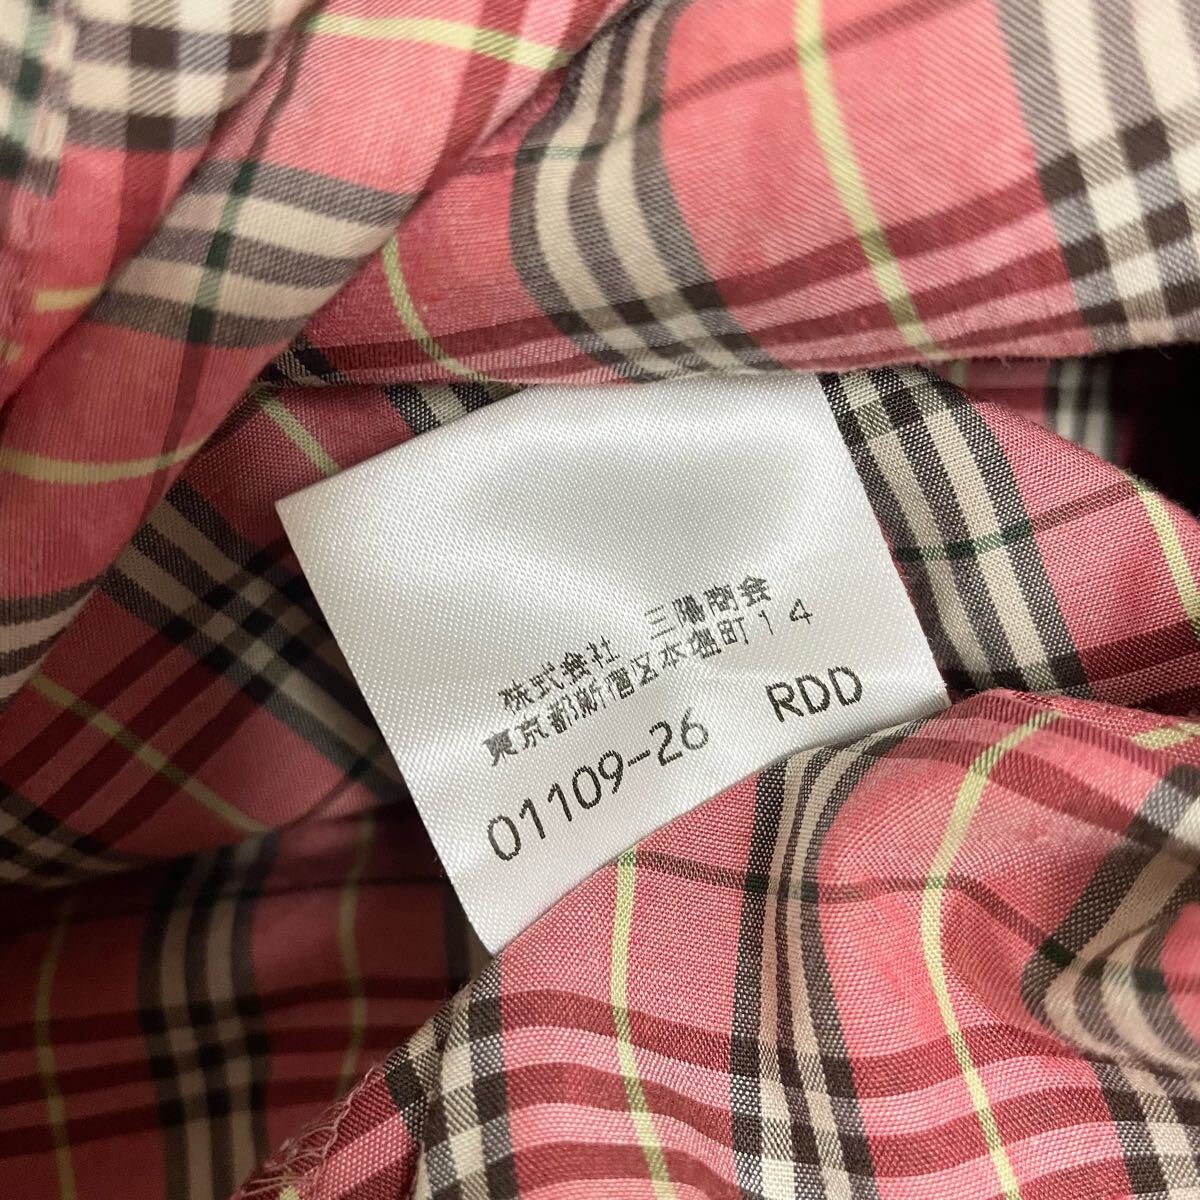 株式会社 三陽商会
東京都新宿区本塩町14
01109-26 RDD